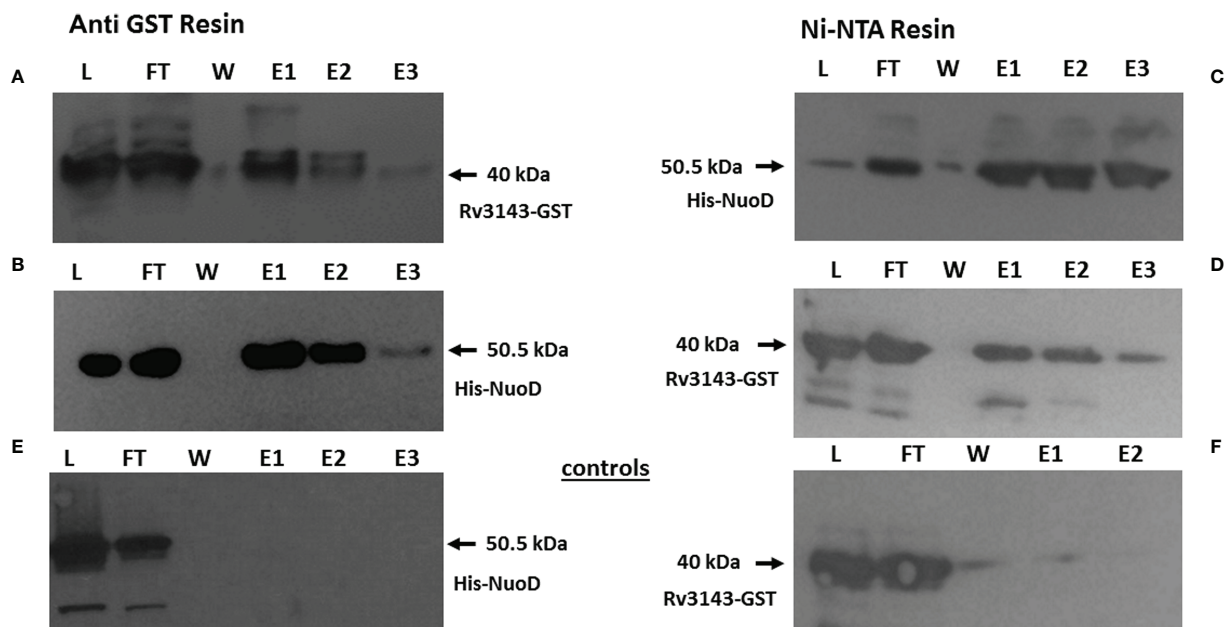 Anti GST Resin
Ni-NTA Resin
A
L FT W E1 E2 E3
L FT W E1 E2 E3
C
40 kDa
Rv3143-GST
50.5 kDa
His-NuoD
B
L FT W E1 E2 E3
L FT W E1 E2 E3
D
50.5 kDa
His-NuoD
40 kDa
Rv3143-GST
E
L FT W E1 E2 E3
controls
L FT W E1 E2
F
50.5 kDa
His-NuoD
40 kDa
Rv3143-GST